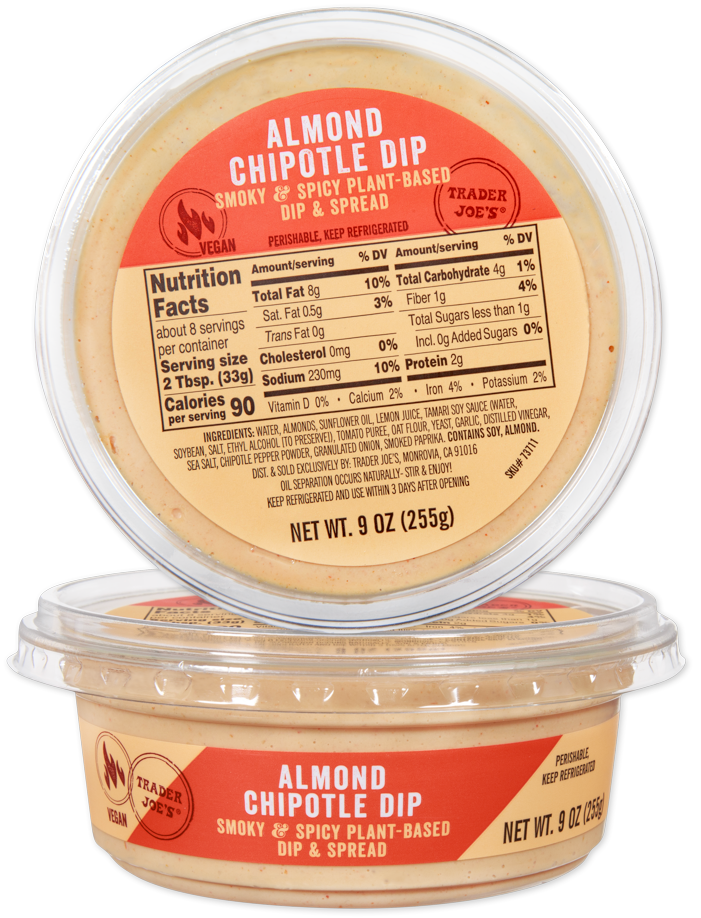 ALMOND
CHIPOTLE DIP
SMOKY & SPICY PLANT-BASED
DIP & SPREAD
VEGAN
TRADER
JOE'S®
PERISHABLE, KEEP REFRIGERATED
Nutrition
Facts
about 8 servings
per container
Serving size
2 Tbsp. (33g)
Calories
per serving 90
Amount/serving % DV
Total Fat 8g 10%
Sat. Fat 0.5g 3%
Trans Fat 0g
Cholesterol 0mg 0%
Sodium 230mg 10%
Amount/serving % DV
Total Carbohydrate 4g 1%
Fiber 1g 4%
Total Sugars less than 1g
Incl. 0g Added Sugars 0%
Protein 2g
Vitamin D 0% • Calcium 2% • Iron 4% • Potassium 2%
INGREDIENTS: WATER, ALMONDS, SUNFLOWER OIL, LEMON JUICE, TAMARI SOY SAUCE (WATER,
SOYBEAN, SALT, ETHYL ALCOHOL [TO PRESERVE]), TOMATO PUREE, OAT FLOUR, YEAST, GARLIC, DISTILLED VINEGAR,
SEA SALT, CHIPOTLE PEPPER POWDER, GRANULATED ONION, SMOKED PAPRIKA. CONTAINS SOY, ALMOND.
DIST. & SOLD EXCLUSIVELY BY: TRADER JOE'S, MONROVIA, CA 91016
OIL SEPARATION OCCURS NATURALLY- STIR & ENJOY!
KEEP REFRIGERATED AND USE WITHIN 3 DAYS AFTER OPENING
SKU# 73111
NET WT. 9 OZ (255g)
VEGAN
TRADER
JOE'S®
ALMOND
CHIPOTLE DIP
SMOKY & SPICY PLANT-BASED
DIP & SPREAD
PERISHABLE,
KEEP REFRIGERATED
NET WT. 9 OZ (255g)